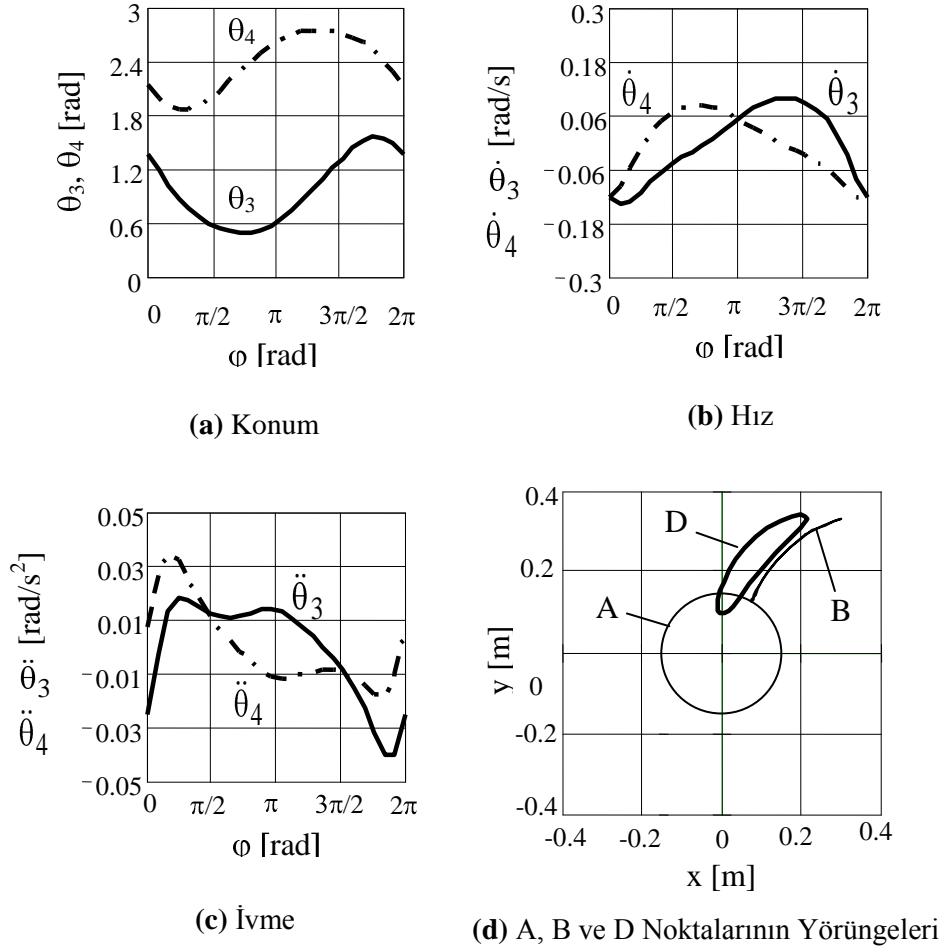 3
2.4
1.8
1.2
0.6
0
θ3, θ4 [rad]
θ4
θ3
0 π/2 π 3π/2 2π
φ [rad]
(a) Konum
0.3
0.18
0.06
-0.06
-0.18
-0.3
θ̇3 [rad/s]
θ̇4
θ̇4
θ̇3
0 π/2 π 3π/2 2π
φ [rad]
(b) Hız
0.05
0.03
0.01
-0.01
-0.03
-0.05
θ̈3 [rad/s2]
θ̈4
θ̈3
θ̈4
0 π/2 π 3π/2 2π
φ [rad]
(c) İvme
0.4
0.2
0
-0.2
-0.4
y [m]
D
A
B
-0.4 -0.2 0 0.2 0.4
x [m]
(d) A, B ve D Noktalarının Yörüngeleri